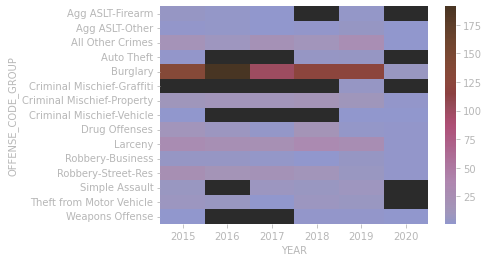 Agg ASLT-Firearm
Agg ASLT-Other
All Other Crimes
Auto Theft
Burglary
Criminal Mischief-Graffiti
Criminal Mischief-Property
Criminal Mischief-Vehicle
Drug Offenses
Larceny
Robbery-Business
Robbery-Street-Res
Simple Assault
Theft from Motor Vehicle
Weapons Offense
OFFENSE_CODE_GROUP
2015 2016 2017 2018 2019 2020
YEAR
175
150
125
100
75
50
25